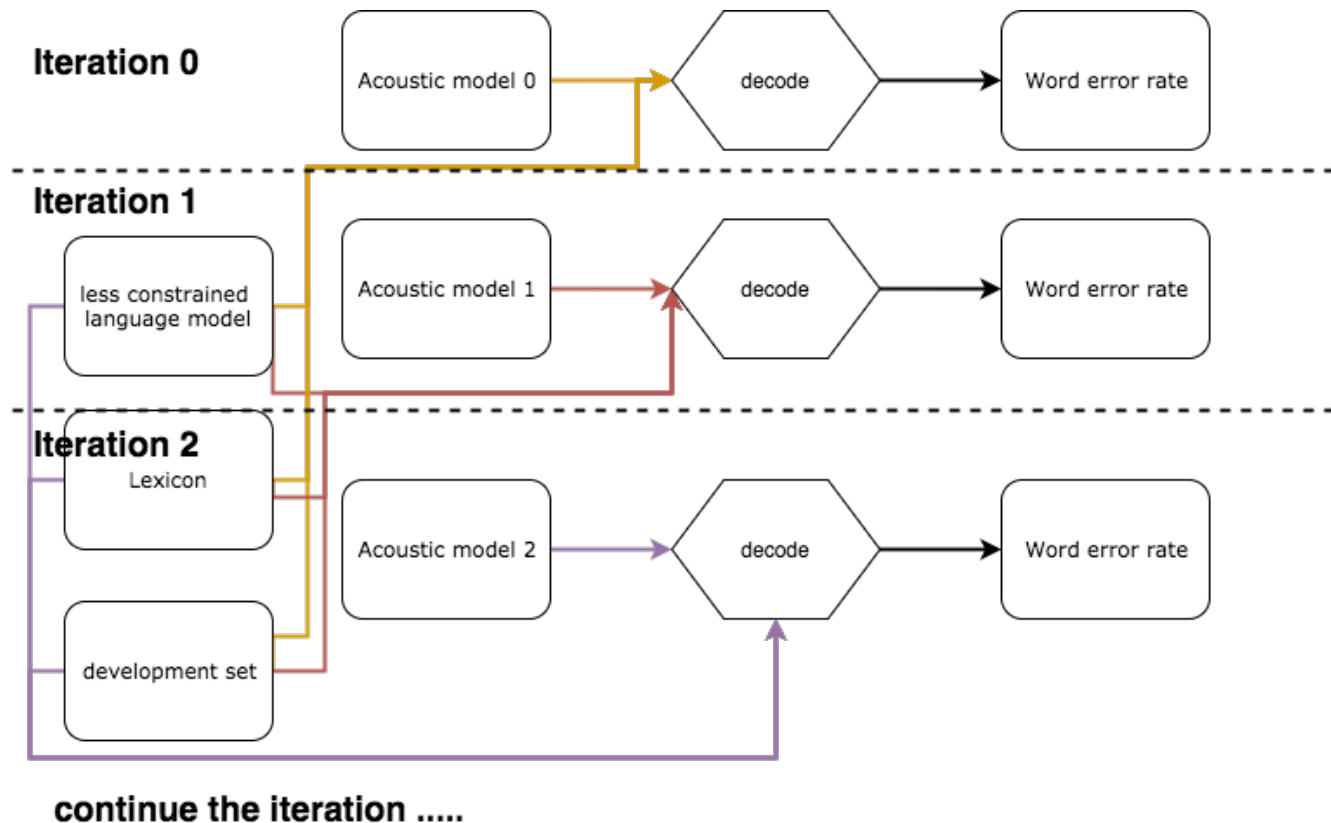 Iteration 0
Acoustic model 0
decode
Word error rate
Iteration 1
less constrained
language model
Acoustic model 1
decode
Word error rate
Iteration 2
Lexicon
Acoustic model 2
decode
Word error rate
development set
continue the iteration .....